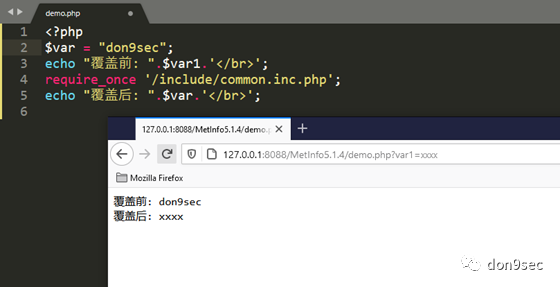 demo.php
1 <?php
2 $var = "don9sec";
3 echo "覆盖前: ".$var1.'</br>';
4 require_once '/include/common.inc.php';
5 echo "覆盖后: ".$var.'</br>';
6
127.0.0.1:8088/MetInfo5.1.4/demo.p
127.0.0.1:8088/MetInfo5.1.4/demo.php?var1=xxxx
Mozilla Firefox
覆盖前: don9sec
覆盖后: xxxx
don9sec